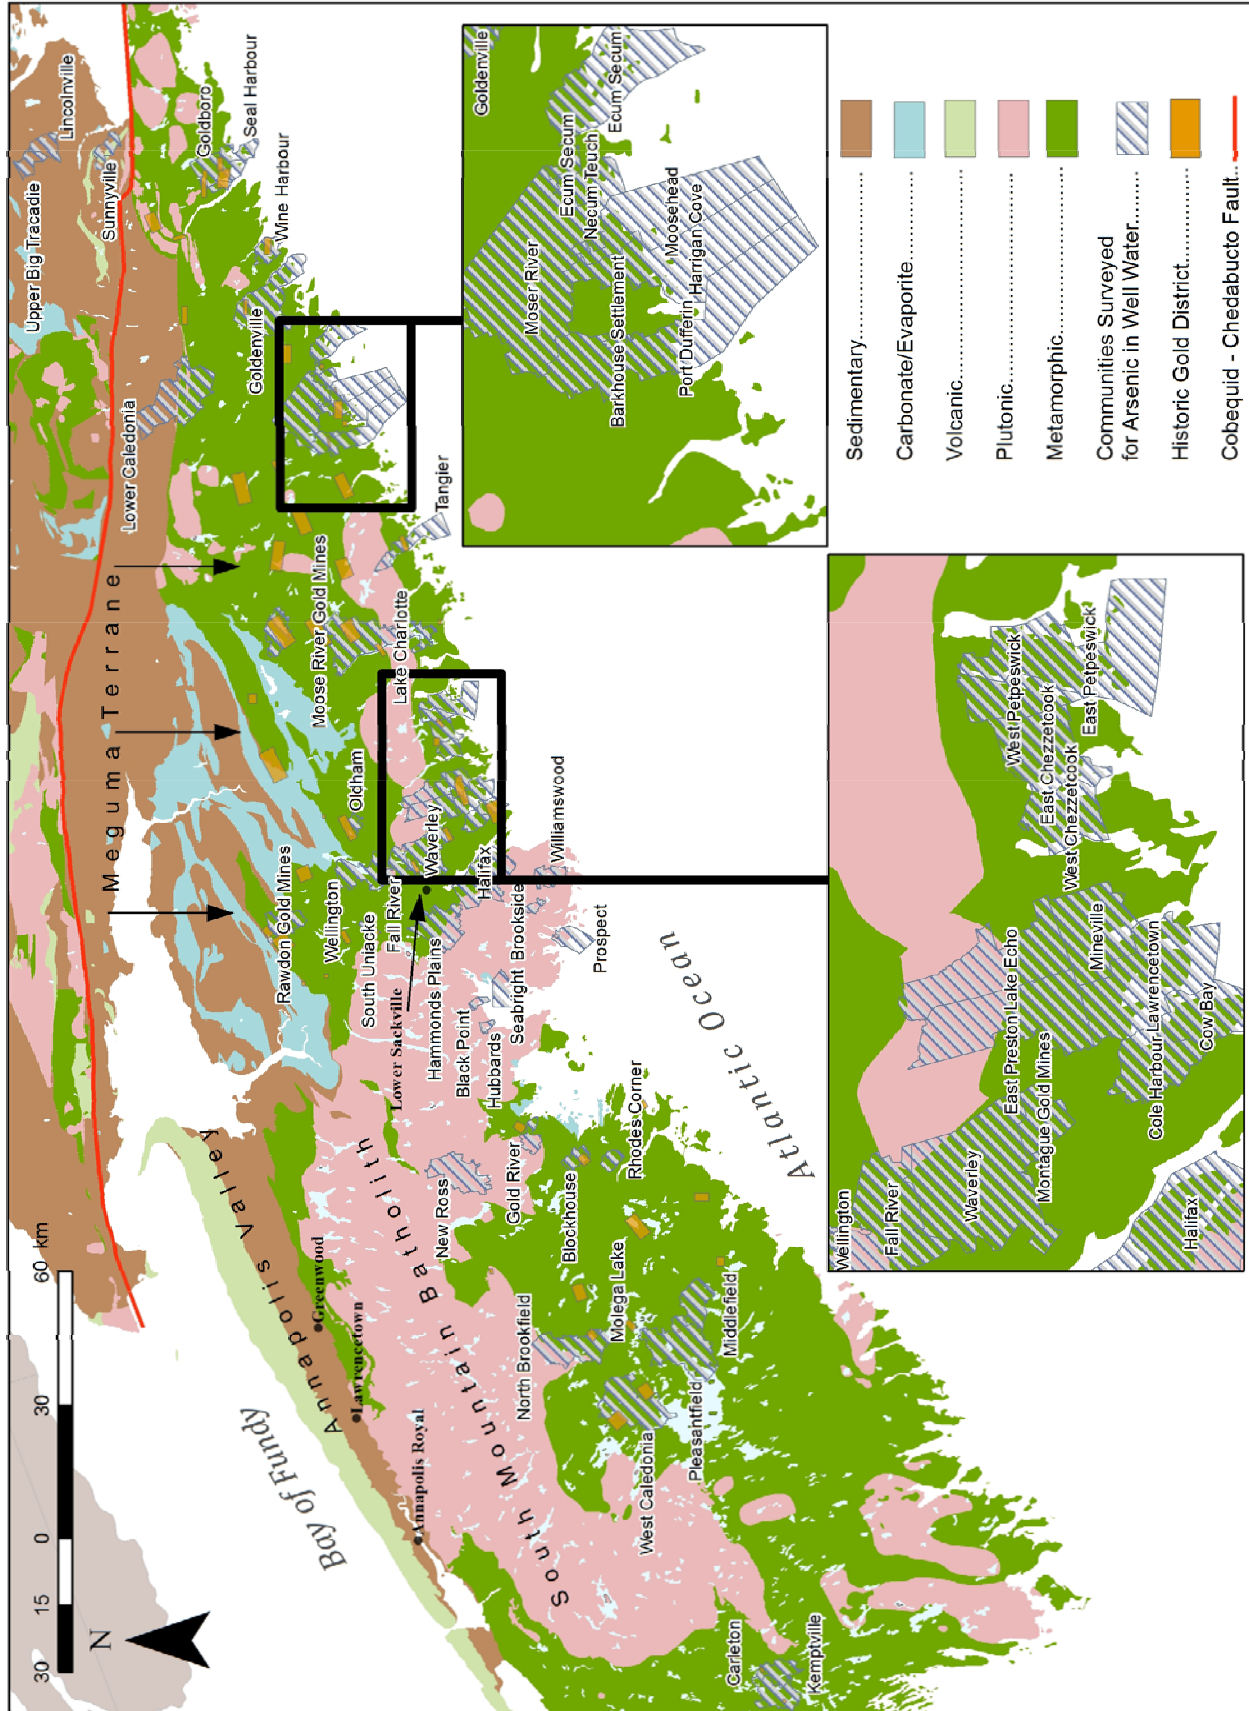 30
15
0
30
60 km
N
Bay of Fundy
Annapolis Valley
Annapolis Royal
Lawrencetown
Greenwood
South Mountain Batholith
Meguma Terrane
Atlantic Ocean
Upper Big Tracadie
Lincolnville
Sunnyville
Goldboro
Seal Harbour
Wine Harbour
Goldenville
Lower Caledonia
Tangier
Moose River Gold Mines
Lake Charlotte
Oldham
Waverley
Rawdon Gold Mines
Wellington
South Uniacke
Fall River
Lower Sackville
Hammonds Plains
Halifax
Williamswood
Brookside
Prospect
Seabright
Black Point
Hubbards
New Ross
Gold River
Blockhouse
Rhodes Corner
Molega Lake
North Brookfield
Middlefield
Pleasantfield
West Caledonia
Carleton
Kemptville
Goldenville
Ecum Secum
Ecum Secum
Necum Teuch
Moser River
Barkhouse Settlement
Moosehead
Harrigan Cove
Port Dufferin
Wellington
Fall River
Waverley
Montague Gold Mines
East Preston
Lake Echo
Mineville
Cole Harbour
Lawrencetown
Cow Bay
Halifax
West Petpeswick
East Petpeswick
East Chezzetcook
West Chezzetcook
Sedimentary
Carbonate/Evaporite
Volcanic
Plutonic
Metamorphic
Communities Surveyed
for Arsenic in Well Water
Historic Gold District
Cobequid - Chedabucto Fault